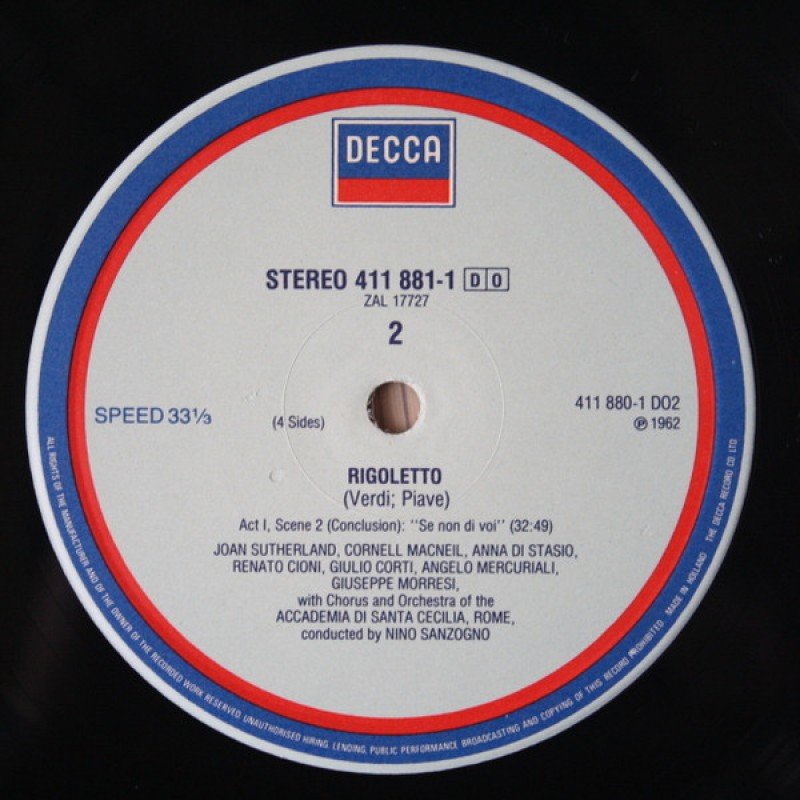 DECCA
STEREO 411 881-1 D O
ZAL 17727
2
SPEED 33⅓
(4 Sides)
411 880-1 DO2
℗ 1962
RIGOLETTO
(Verdi; Piave)
Act I, Scene 2 (Conclusion): "Se non di voi" (32:49)
JOAN SUTHERLAND, CORNELL MACNEIL, ANNA DI STASIO,
RENATO CIONI, GIULIO CORTI, ANGELO MERCURIALI,
GIUSEPPE MORRESI,
with Chorus and Orchestra of the
ACCADEMIA DI SANTA CECILIA, ROME,
conducted by NINO SANZOGNO
ALL RIGHTS OF THE MANUFACTURER AND OF THE OWNER OF THE RECORDED WORK RESERVED. UNAUTHORISED HIRING, LENDING, PUBLIC PERFORMANCE BROADCASTING AND COPYING OF THIS RECORD PROHIBITED MADE IN HOLLAND THE DECCA RECORD CO LTD